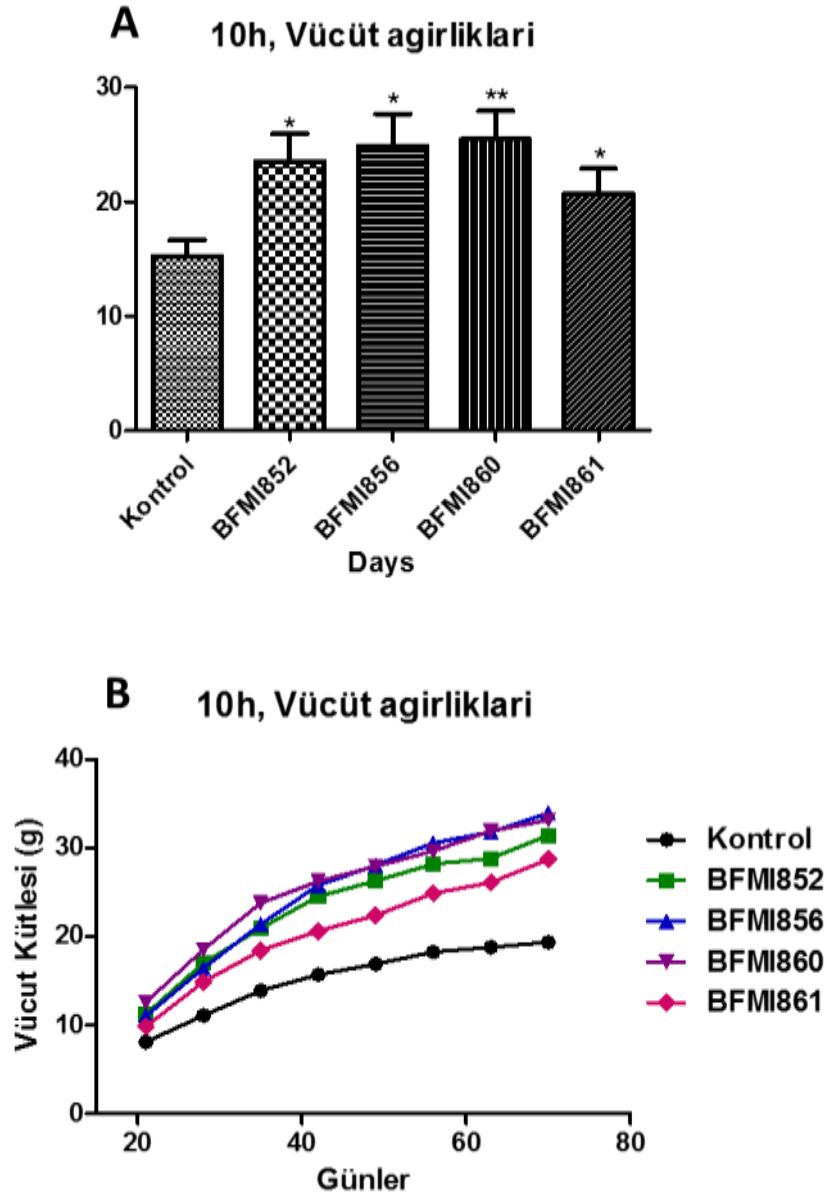 A
10h, Vücüt agirliklari
30
20
10
0
*
*
**
*
Kontrol
BFMI852
BFMI856
BFMI860
BFMI861
Days
B
10h, Vücüt agirliklari
Vücut Kütlesi (g)
40
30
20
10
0
20
40
60
80
Günler
Kontrol
BFMI852
BFMI856
BFMI860
BFMI861